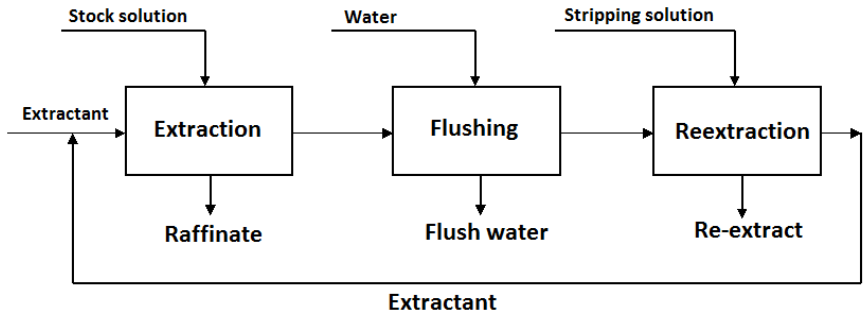 Stock solution
Water
Stripping solution
Extractant
Extraction
Flushing
Reextraction
Raffinate
Flush water
Re-extract
Extractant